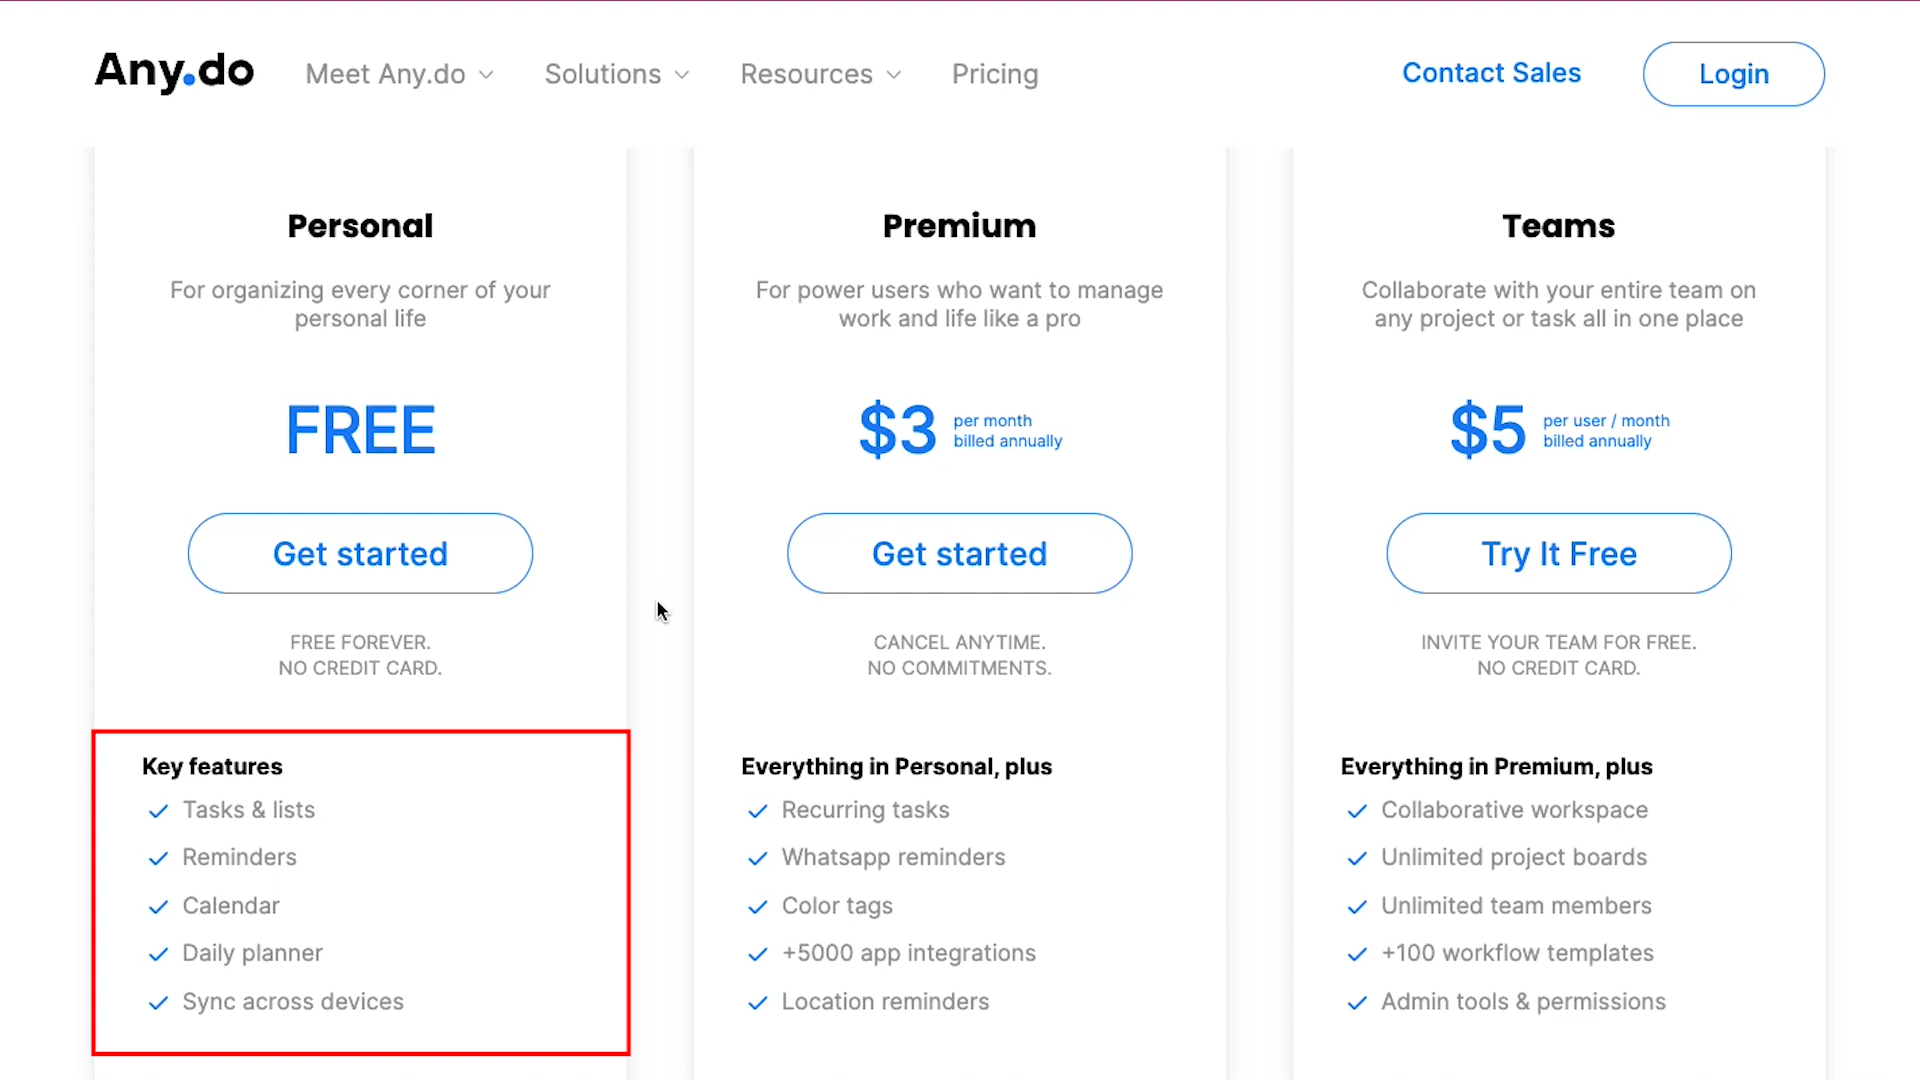 Any.do
Meet Any.do
Solutions
Resources
Pricing
Contact Sales
Login
Personal
For organizing every corner of your
personal life
FREE
Get started
FREE FOREVER.
NO CREDIT CARD.
Key features
Tasks & lists
Reminders
Calendar
Daily planner
Sync across devices
Premium
For power users who want to manage
work and life like a pro
$3
per month
billed annually
Get started
CANCEL ANYTIME.
NO COMMITMENTS.
Everything in Personal, plus
Recurring tasks
Whatsapp reminders
Color tags
+5000 app integrations
Location reminders
Teams
Collaborate with your entire team on
any project or task all in one place
$5
per user / month
billed annually
Try It Free
INVITE YOUR TEAM FOR FREE.
NO CREDIT CARD.
Everything in Premium, plus
Collaborative workspace
Unlimited project boards
Unlimited team members
+100 workflow templates
Admin tools & permissions